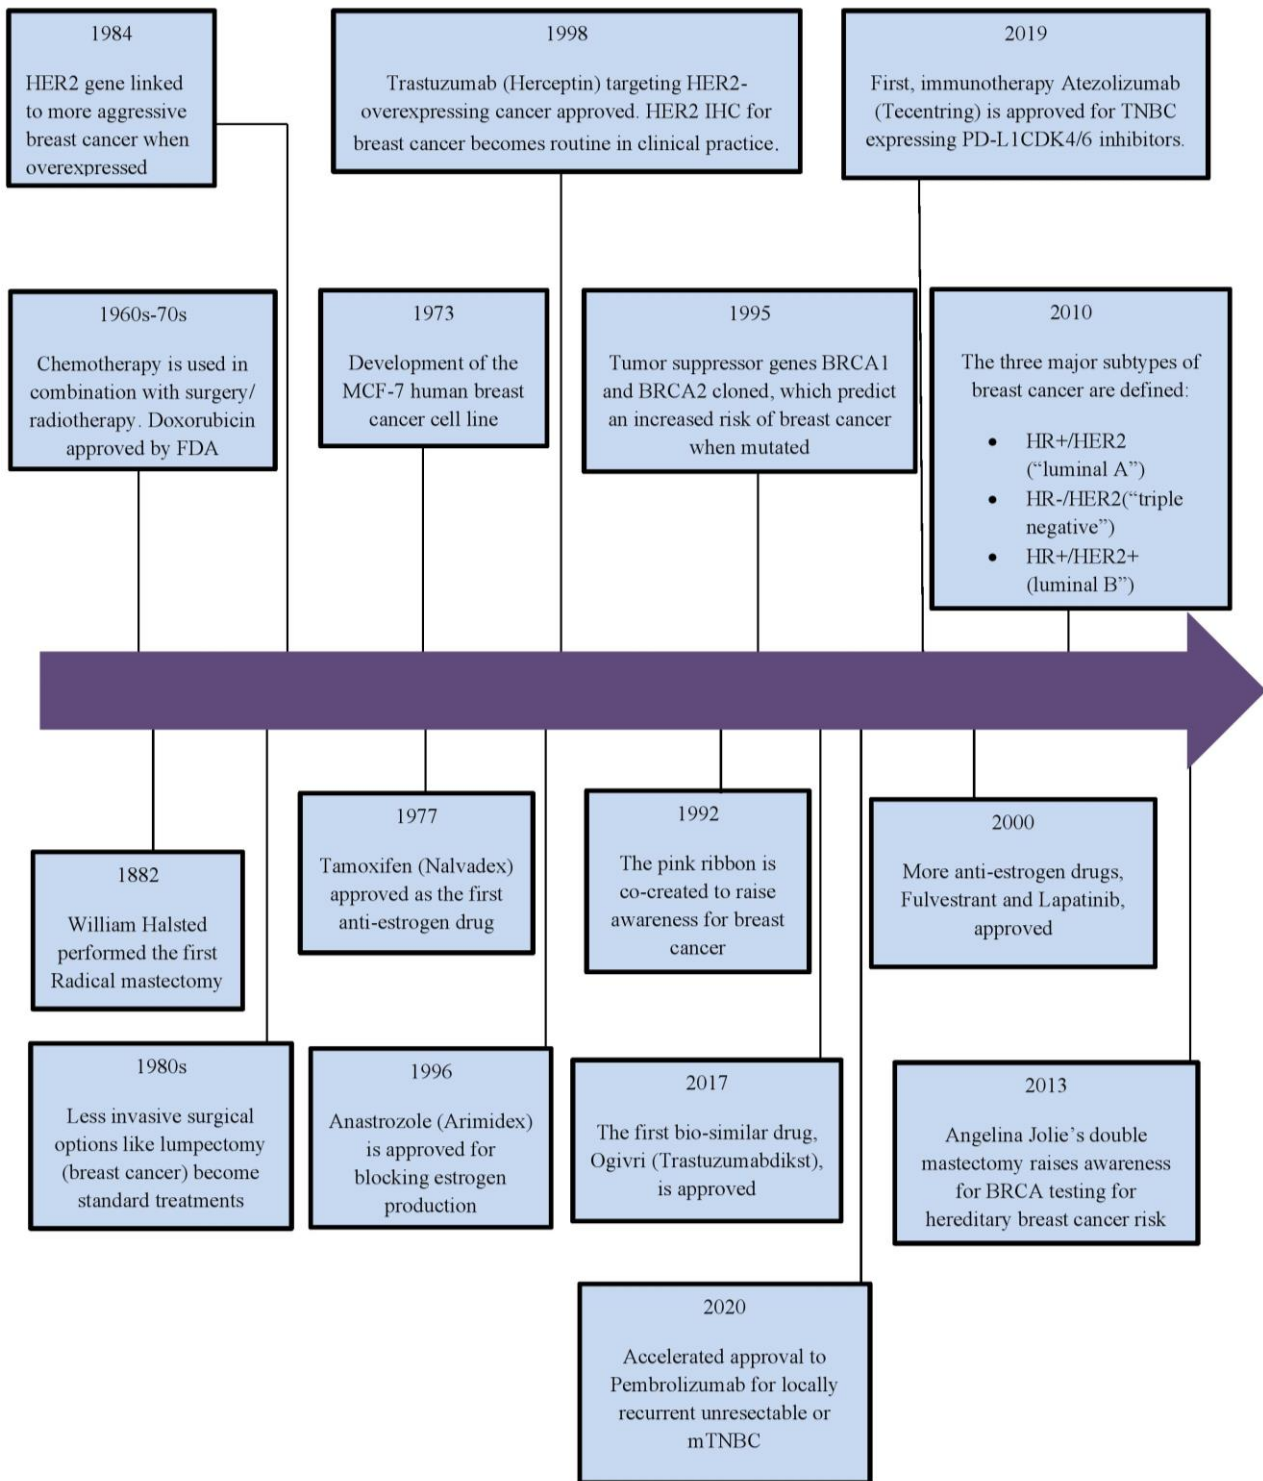 1984
HER2 gene linked
to more aggressive
breast cancer when
overexpressed
1998
Trastuzumab (Herceptin) targeting HER2-
overexpressing cancer approved. HER2 IHC for
breast cancer becomes routine in clinical practice.
2019
First, immunotherapy Atezolizumab
(Tecentring) is approved for TNBC
expressing PD-L1CDK4/6 inhibitors.
1960s-70s
Chemotherapy is used in
combination with surgery/
radiotherapy. Doxorubicin
approved by FDA
1973
Development of the
MCF-7 human breast
cancer cell line
1995
Tumor suppressor genes BRCA1
and BRCA2 cloned, which predict
an increased risk of breast cancer
when mutated
2010
The three major subtypes of
breast cancer are defined:
• HR+/HER2
(“luminal A”)
• HR-/HER2(“triple
negative”)
• HR+/HER2+
(luminal B”)
1882
William Halsted
performed the first
Radical mastectomy
1977
Tamoxifen (Nalvadex)
approved as the first
anti-estrogen drug
1992
The pink ribbon is
co-created to raise
awareness for breast
cancer
2000
More anti-estrogen drugs,
Fulvestrant and Lapatinib,
approved
1980s
Less invasive surgical
options like lumpectomy
(breast cancer) become
standard treatments
1996
Anastrozole (Arimidex)
is approved for
blocking estrogen
production
2017
The first bio-similar drug,
Ogivri (Trastuzumabdikst),
is approved
2013
Angelina Jolie’s double
mastectomy raises awareness
for BRCA testing for
hereditary breast cancer risk
2020
Accelerated approval to
Pembrolizumab for locally
recurrent unresectable or
mTNBC